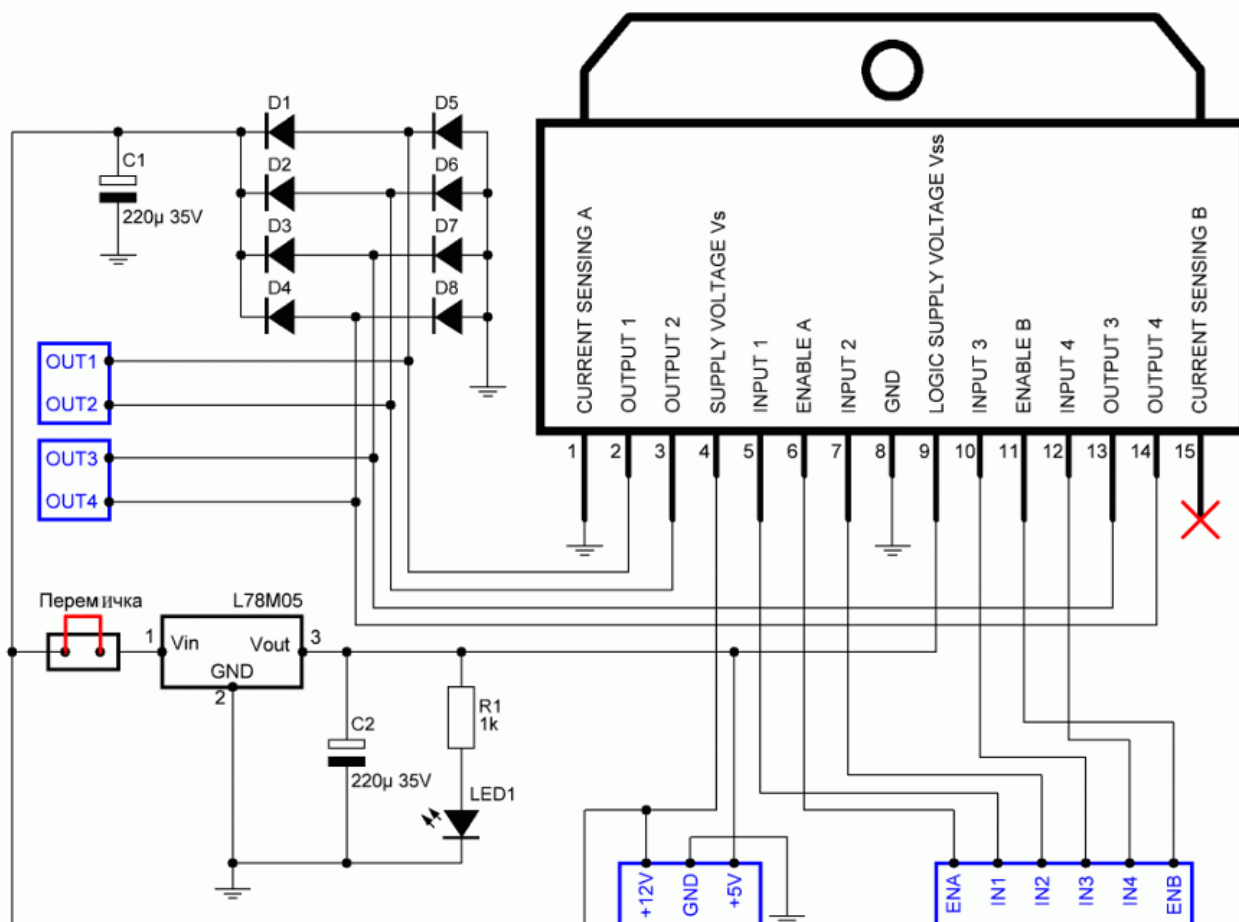 D1
D5
C1
220µ 35V
D2
D6
D3
D7
D4
D8
OUT1
OUT2
OUT3
OUT4
CURRENT SENSING A
OUTPUT 1
OUTPUT 2
SUPPLY VOLTAGE Vs
INPUT 1
ENABLE A
INPUT 2
GND
LOGIC SUPPLY VOLTAGE Vss
INPUT 3
ENABLE B
INPUT 4
OUTPUT 3
OUTPUT 4
CURRENT SENSING B
1
2
3
4
5
6
7
8
9
10
11
12
13
14
15
Перемичка
L78M05
1
Vin
Vout
3
GND
2
R1
1k
C2
220µ 35V
LED1
+12V
GND
+5V
ENA
IN1
IN2
IN3
IN4
ENB